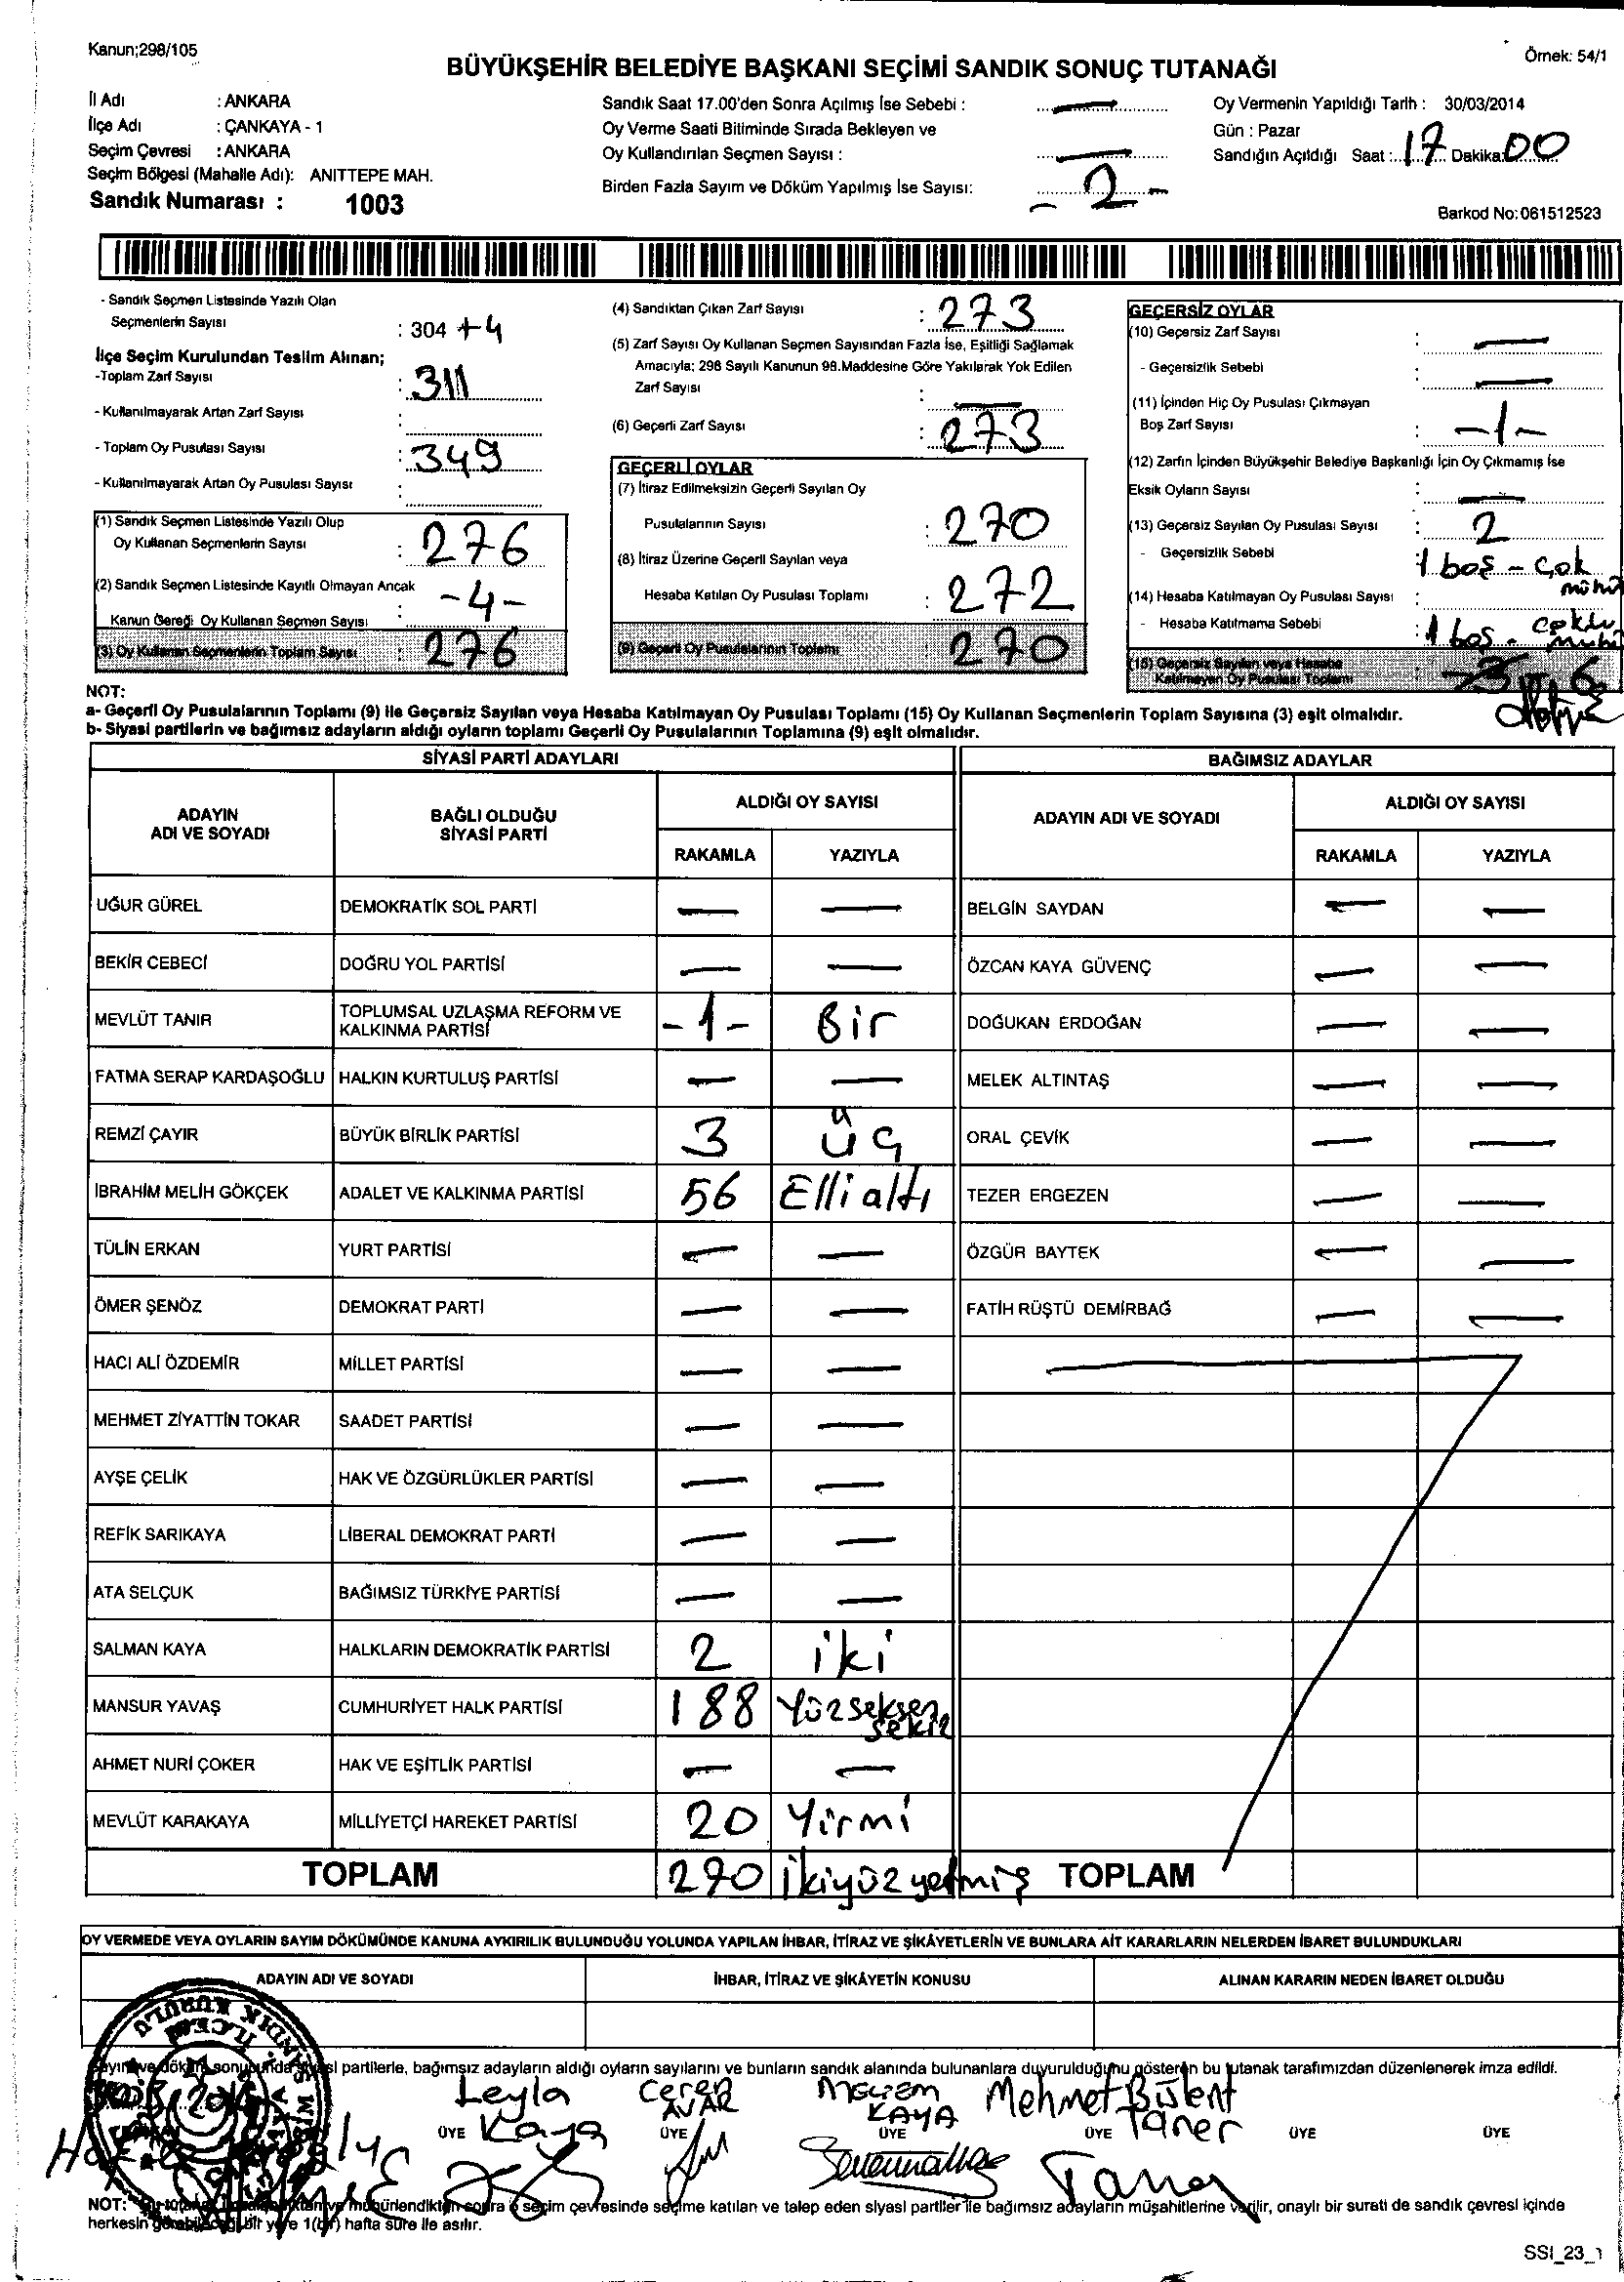 Kanun;298/105
Örnek: 54/1
BÜYÜKŞEHİR BELEDİYE BAŞKANI SEÇİMİ SANDIK SONUÇ TUTANAĞI
İl Adı : ANKARA
İlçe Adı : ÇANKAYA - 1
Seçim Çevresi : ANKARA
Seçim Bölgesi (Mahalle Adı): ANITTEPE MAH.
Sandık Numarası : 1003
Sandık Saat 17.00'den Sonra Açılmış İse Sebebi : —
Oy Verme Saati Bitiminde Sırada Bekleyen ve
Oy Kullandırılan Seçmen Sayısı : —
Birden Fazla Sayım ve Döküm Yapılmış İse Sayısı: - 2 -
Oy Vermenin Yapıldığı Tarih : 30/03/2014
Gün : Pazar
Sandığın Açıldığı Saat : 17 Dakika: 00
Barkod No: 061512523
- Sandık Seçmen Listesinde Yazılı Olan
Seçmenlerin Sayısı : 304 +4
İlçe Seçim Kurulundan Teslim Alınan;
-Toplam Zarf Sayısı : 311
- Kullanılmayarak Artan Zarf Sayısı :
- Toplam Oy Pusulası Sayısı : 349
- Kullanılmayarak Artan Oy Pusulası Sayısı :
(1) Sandık Seçmen Listesinde Yazılı Olup
Oy Kullanan Seçmenlerin Sayısı : 276
(2) Sandık Seçmen Listesinde Kayıtlı Olmayan Ancak
Kanun Gereği Oy Kullanan Seçmen Sayısı : -4-
(3) Oy Kullanan Seçmenlerin Toplam Sayısı : 276
(4) Sandıktan Çıkan Zarf Sayısı : 273
(5) Zarf Sayısı Oy Kullanan Seçmen Sayısından Fazla İse, Eşitliği Sağlamak
Amacıyla; 298 Sayılı Kanunun 98.Maddesine Göre Yakılarak Yok Edilen
Zarf Sayısı : —
(6) Geçerli Zarf Sayısı : 273
GEÇERLİ OYLAR
(7) İtiraz Edilmeksizin Geçerli Sayılan Oy
Pusulalarının Sayısı : 270
(8) İtiraz Üzerine Geçerli Sayılan veya
Hesaba Katılan Oy Pusulası Toplamı : 272
(9) Geçerli Oy Pusulalarının Toplamı : 270
GEÇERSİZ OYLAR
(10) Geçersiz Zarf Sayısı : —
- Geçersizlik Sebebi : —
(11) İçinden Hiç Oy Pusulası Çıkmayan
Boş Zarf Sayısı : -1-
(12) Zarfın İçinden Büyükşehir Belediye Başkanlığı İçin Oy Çıkmamış İse
Eksik Oyların Sayısı : —
(13) Geçersiz Sayılan Oy Pusulası Sayısı : 2
- Geçersizlik Sebebi : 1 boş - Çok
mühü
(14) Hesaba Katılmayan Oy Pusulası Sayısı :
- Hesaba Katılmama Sebebi : 1 boş - çoklu
(15) Geçersiz Sayılan veya Hesaba
Katılmayan Oy Pusulası Toplamı :
NOT:
a- Geçerli Oy Pusulalarının Toplamı (9) ile Geçersiz Sayılan veya Hesaba Katılmayan Oy Pusulası Toplamı (15) Oy Kullanan Seçmenlerin Toplam Sayısına (3) eşit olmalıdır.
b- Siyasi partilerin ve bağımsız adayların aldığı oyların toplamı Geçerli Oy Pusulalarının Toplamına (9) eşit olmalıdır.
SİYASİ PARTİ ADAYLARI BAĞIMSIZ ADAYLAR
ADAYIN
ADI VE SOYADI
BAĞLI OLDUĞU
SİYASİ PARTİ
ALDIĞI OY SAYISI
RAKAMLA YAZIYLA
ADAYIN ADI VE SOYADI
ALDIĞI OY SAYISI
RAKAMLA YAZIYLA
UĞUR GÜREL DEMOKRATİK SOL PARTİ — — BELGİN SAYDAN — —
BEKİR CEBECİ DOĞRU YOL PARTİSİ — — ÖZCAN KAYA GÜVENÇ — —
MEVLÜT TANIR TOPLUMSAL UZLAŞMA REFORM VE
KALKINMA PARTİSİ -1- Bir DOĞUKAN ERDOĞAN — —
FATMA SERAP KARDAŞOĞLU HALKIN KURTULUŞ PARTİSİ — — MELEK ALTINTAŞ — —
REMZİ ÇAYIR BÜYÜK BİRLİK PARTİSİ 3 üç ORAL ÇEVİK — —
İBRAHİM MELİH GÖKÇEK ADALET VE KALKINMA PARTİSİ 56 Elli altı TEZER ERGEZEN — —
TÜLİN ERKAN YURT PARTİSİ — — ÖZGÜR BAYTEK — —
ÖMER ŞENÖZ DEMOKRAT PARTİ — — FATİH RÜŞTÜ DEMİRBAĞ — —
HACI ALİ ÖZDEMİR MİLLET PARTİSİ — —
MEHMET ZİYATTİN TOKAR SAADET PARTİSİ — —
AYŞE ÇELİK HAK VE ÖZGÜRLÜKLER PARTİSİ — —
REFİK SARIKAYA LİBERAL DEMOKRAT PARTİ — —
ATA SELÇUK BAĞIMSIZ TÜRKİYE PARTİSİ — —
SALMAN KAYA HALKLARIN DEMOKRATİK PARTİSİ 2 iki
MANSUR YAVAŞ CUMHURİYET HALK PARTİSİ 188 Yüzseksen
sekiz
AHMET NURİ ÇOKER HAK VE EŞİTLİK PARTİSİ — —
MEVLÜT KARAKAYA MİLLİYETÇİ HAREKET PARTİSİ 20 Yirmi
TOPLAM 270 ikiyüz yetmiş TOPLAM
OY VERMEDE VEYA OYLARIN SAYIM DÖKÜMÜNDE KANUNA AYKIRILIK BULUNDUĞU YOLUNDA YAPILAN İHBAR, İTİRAZ VE ŞİKÂYETLERİN VE BUNLARA AİT KARARLARIN NELERDEN İBARET BULUNDUKLARI
ADAYIN ADI VE SOYADI İHBAR, İTİRAZ VE ŞİKÂYETİN KONUSU ALINAN KARARIN NEDEN İBARET OLDUĞU
Sayım ve döküm sonucunda siyasi partilerle, bağımsız adayların aldığı oyların sayılarını ve bunların sandık alanında bulunanlara duyurulduğunu gösteren bu tutanak tarafımızdan düzenlenerek imza edildi.
SANDIK KURULU
Leyla Ceren Meryem Mehmet Bülent
Kaya AVAR KAYA Taner
ÜYE ÜYE ÜYE ÜYE ÜYE ÜYE
Taner
NOT: Bu tutanak mühürlendikten sonra o seçim çevresinde seçime katılan ve talep eden siyasi partiler ile bağımsız adayların müşahitlerine verilir, onaylı bir sureti de sandık çevresi içinde
herkesin görebileceği bir yere 1(bir) hafta süre ile asılır.
SSI_23_1